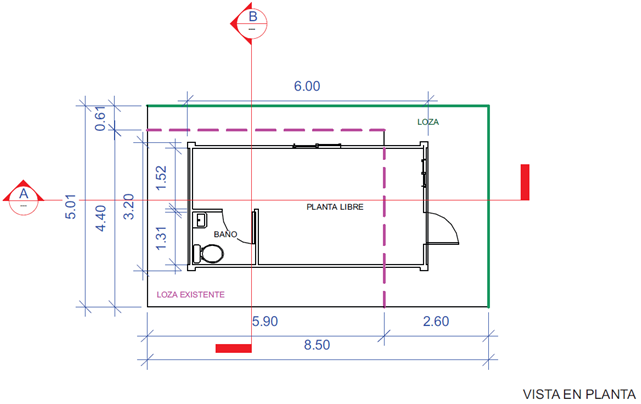 B
–
6.00
LOZA
0.61
1.52
PLANTA LIBRE
A
–
5.01
4.40
3.20
1.31
BAÑO
LOZA EXISTENTE
5.90
2.60
8.50
VISTA EN PLANTA